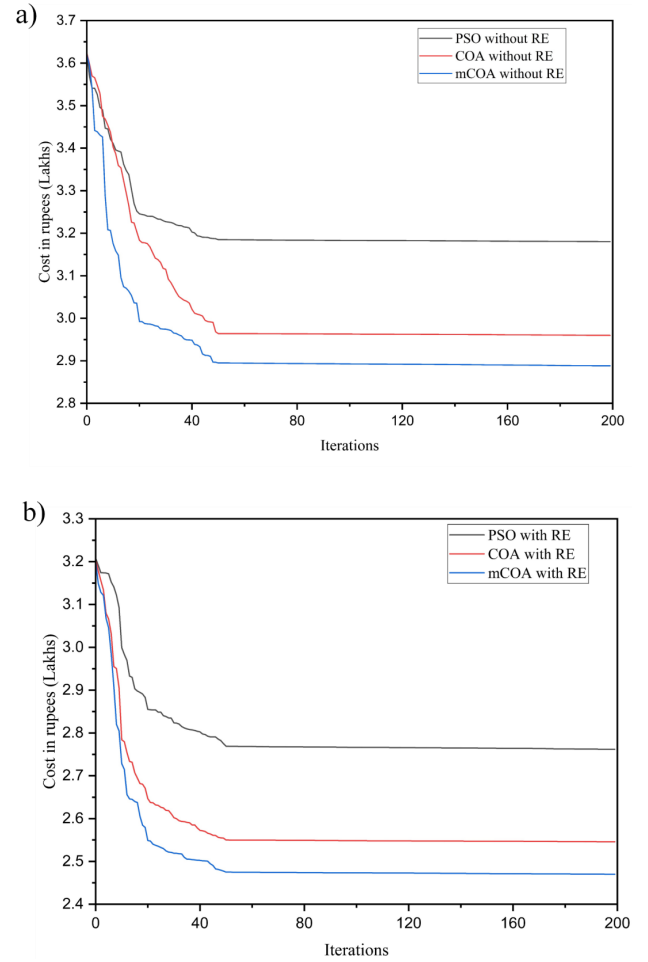 a)
3.7
3.6
3.5
3.4
3.3
3.2
3.1
3.0
2.9
2.8
Cost in rupees (Lakhs)
PSO without RE
COA without RE
mCOA without RE
0 40 80 120 160 200
Iterations
b)
3.3
3.2
3.1
3.0
2.9
2.8
2.7
2.6
2.5
2.4
Cost in rupees (Lakhs)
PSO with RE
COA with RE
mCOA with RE
0 40 80 120 160 200
Iterations